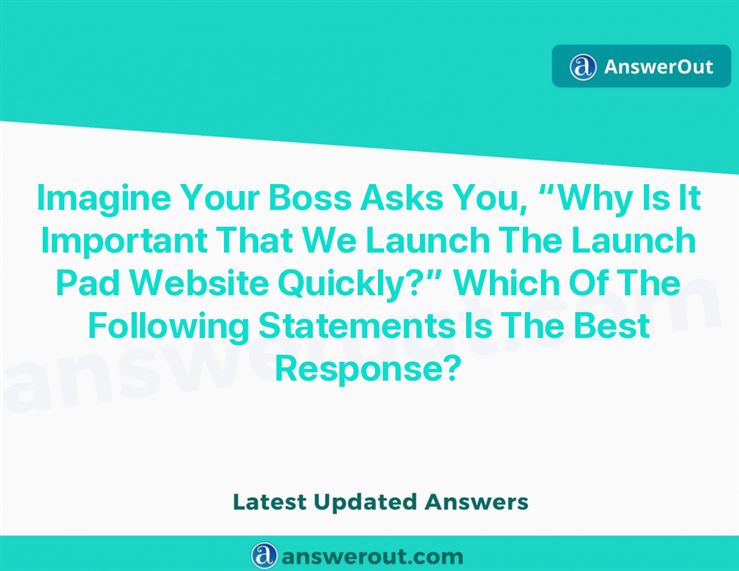 AnswerOut
Imagine Your Boss Asks You, “Why Is It
Important That We Launch The Launch
Pad Website Quickly?” Which Of The
Following Statements Is The Best
Response?
answerout.com
Latest Updated Answers
answerout.com